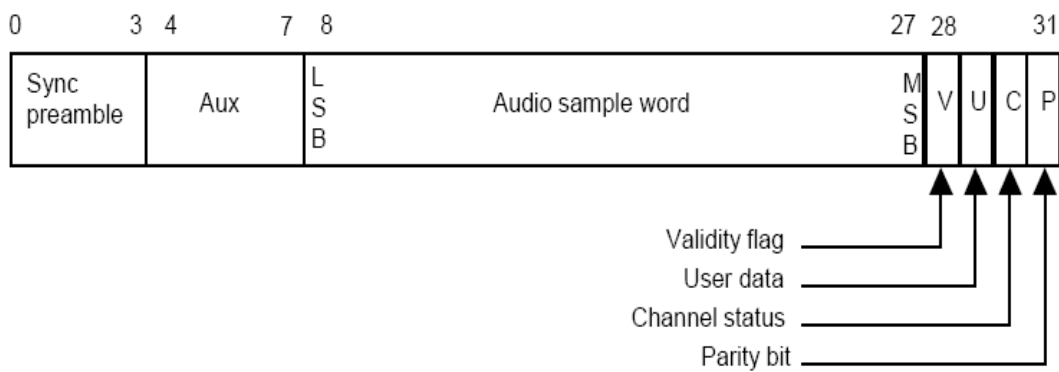 0 3 4 7 8 27 28 31
Sync
preamble
Aux
L
S
B
Audio sample word
M
S
B
V U C P
Validity flag
User data
Channel status
Parity bit